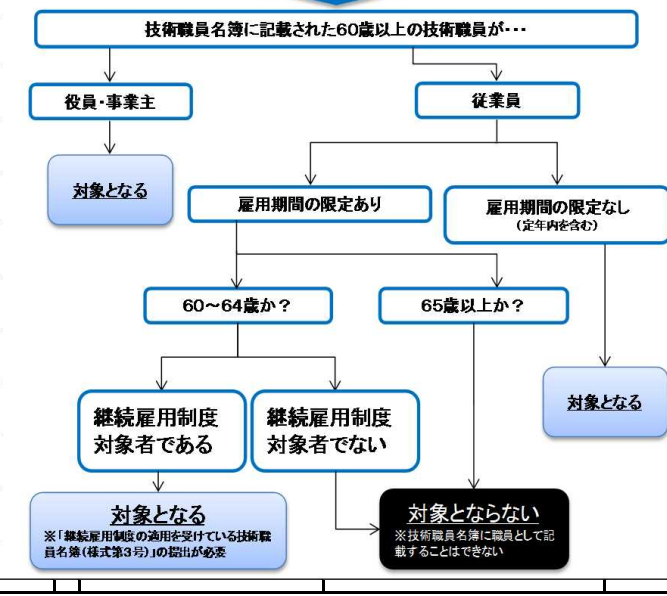 技術職員名簿に記載された60歳以上の技術職員が･･･
役員・事業主
従業員
対象となる
雇用期間の限定あり
雇用期間の限定なし
(定年内を含む)
60～64歳か？
65歳以上か？
継続雇用制度
対象者である
継続雇用制度
対象者でない
対象となる
対象となる
※「継続雇用制度の適用を受けている技術職
員名簿(様式第3号)」の提出が必要
対象とならない
※技術職員名簿に職員として記
載することはできない